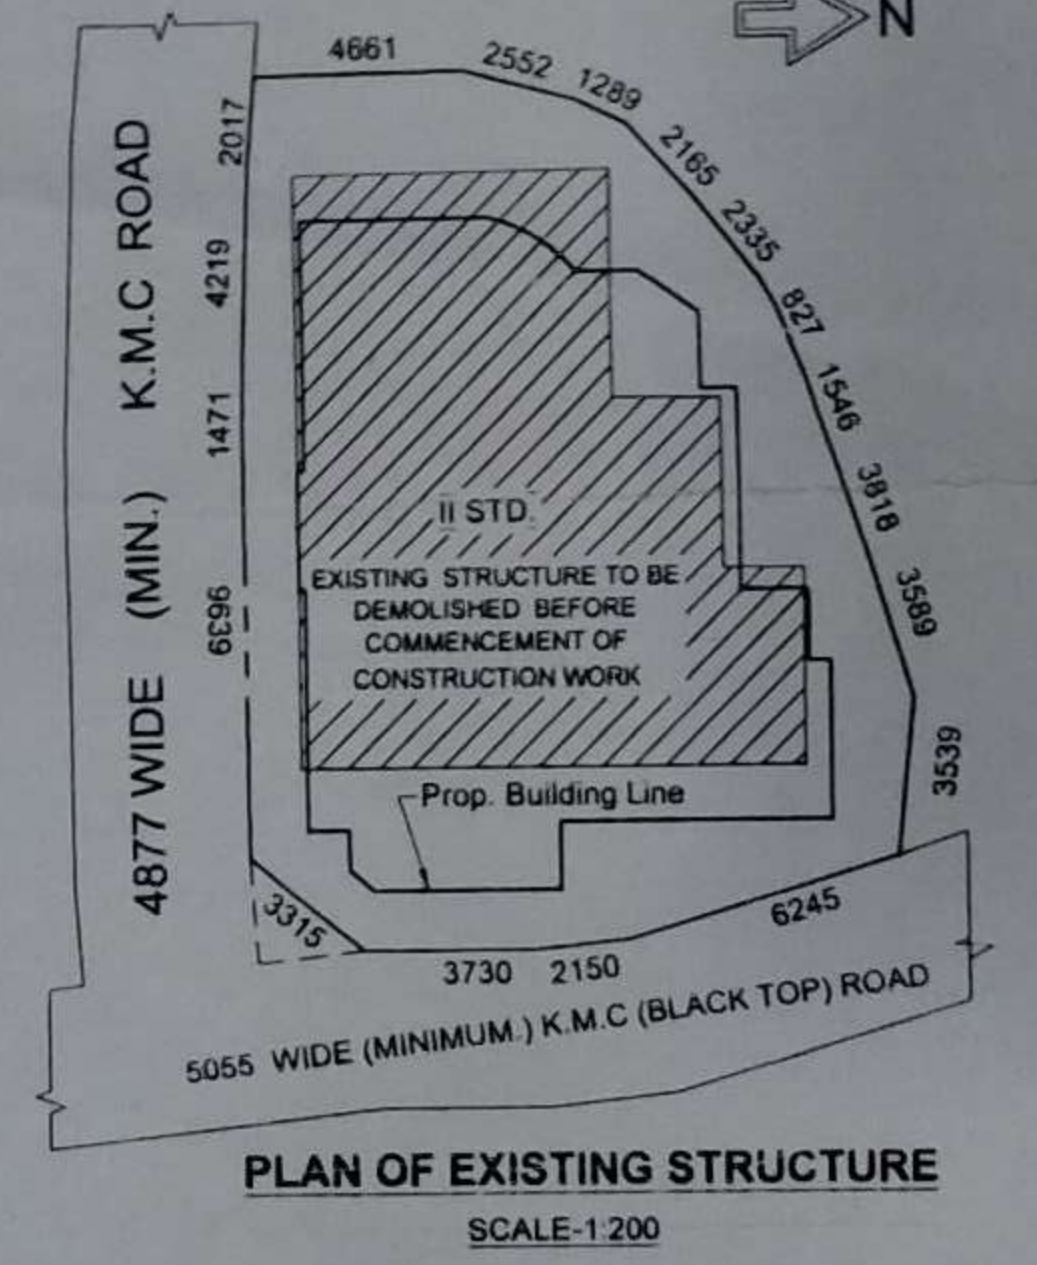 N
4661
2552
1289
2165
2335
827
1546
3818
3589
3539
6245
2150
3730
3315
9639
1471
4219
2017
4877 WIDE (MIN.) K.M.C ROAD
II STD.
EXISTING STRUCTURE TO BE
DEMOLISHED BEFORE
COMMENCEMENT OF
CONSTRUCTION WORK
Prop. Building Line
5055 WIDE (MINIMUM.) K.M.C (BLACK TOP) ROAD
PLAN OF EXISTING STRUCTURE
SCALE-1:200